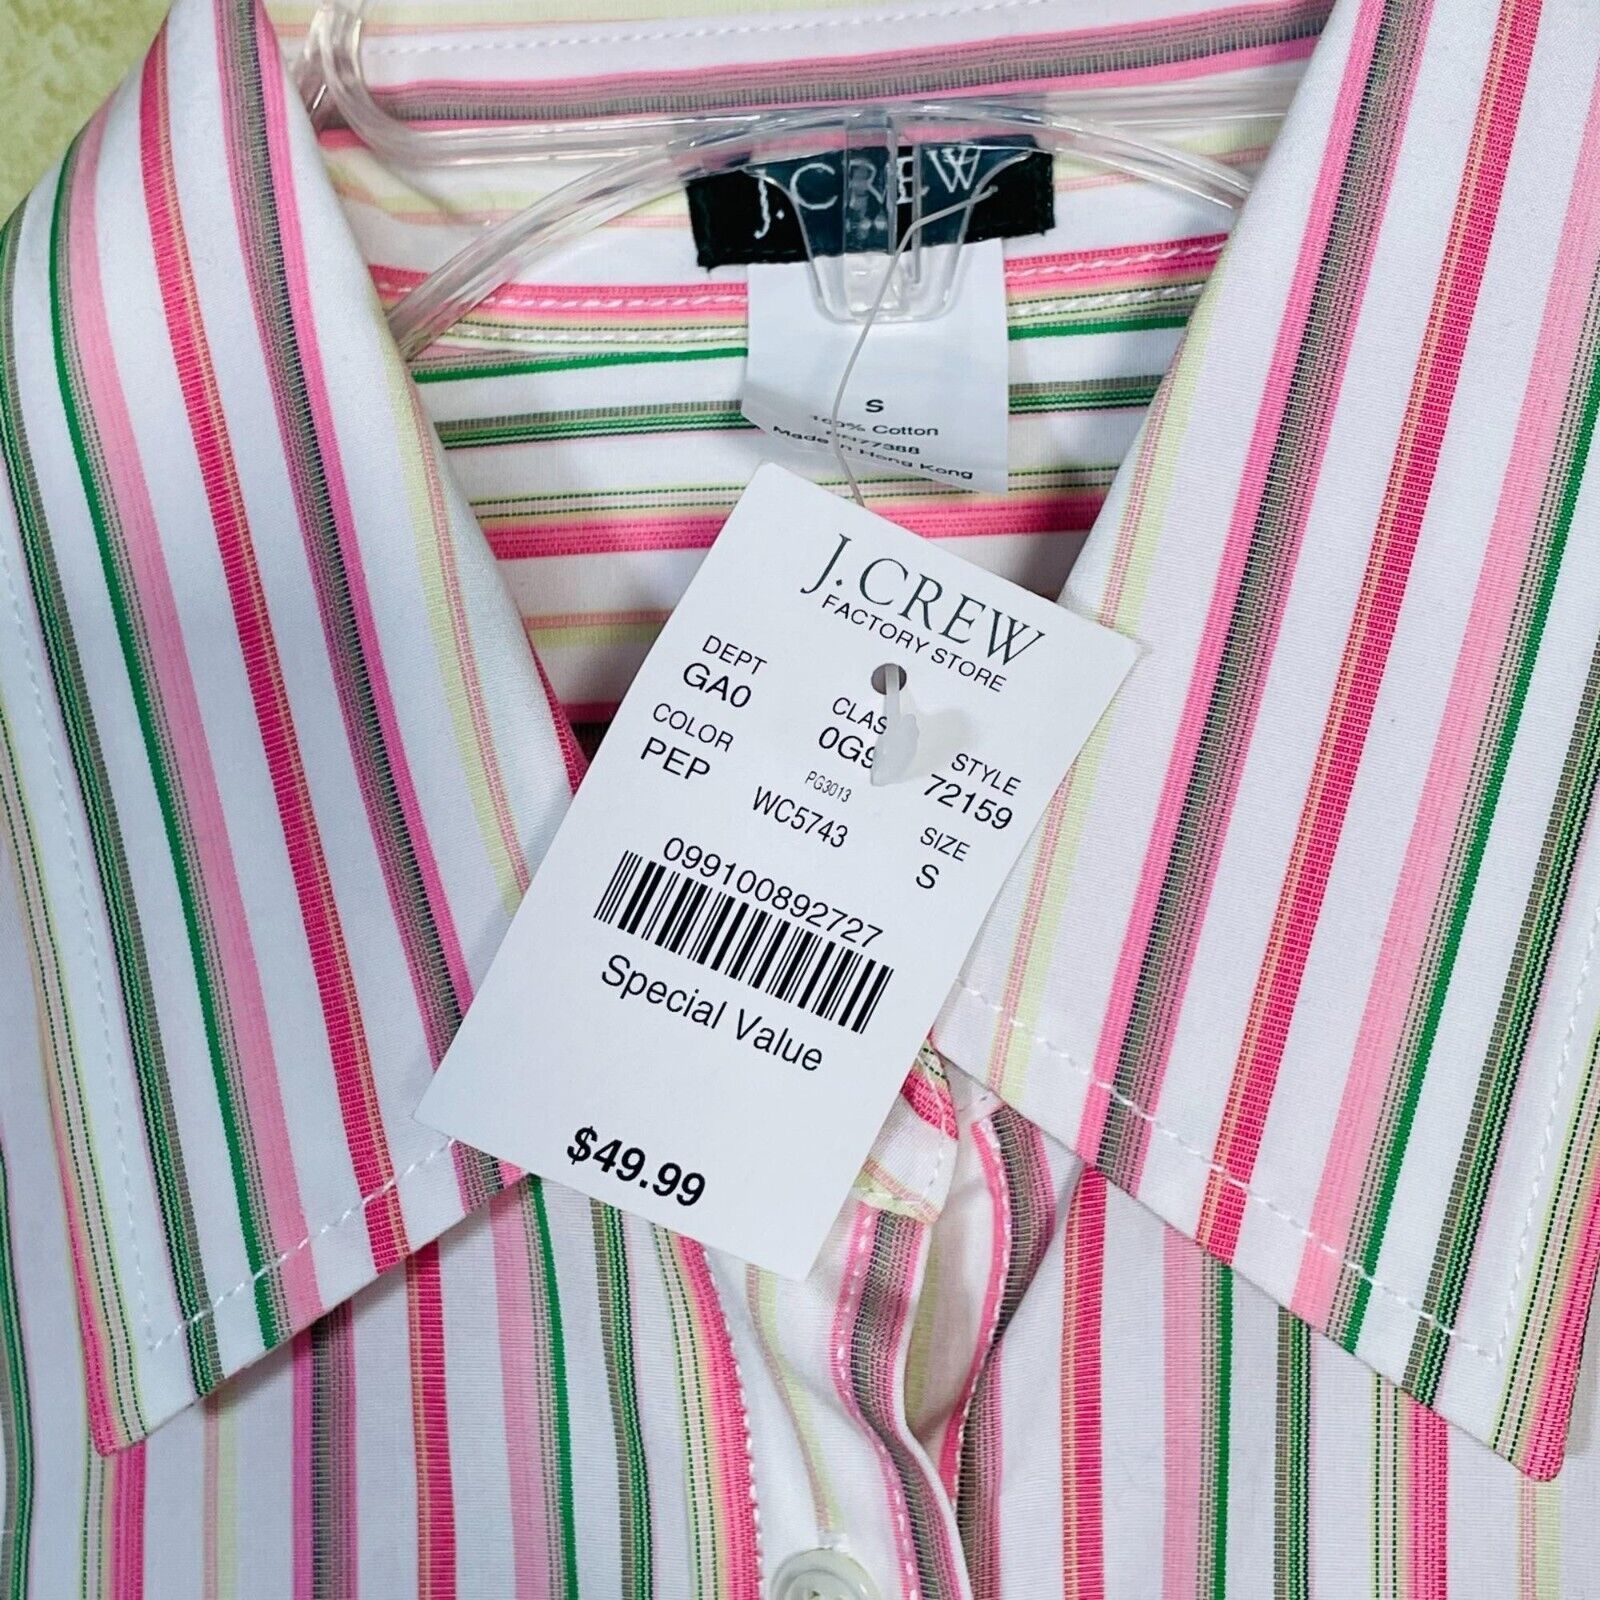 J.CREW
S
100% Cotton
Made in Hong Kong
J.CREW
FACTORY STORE
DEPT
GA0
STYLE
72159
COLOR
PEP
PG3013
WC5743
SIZE
S
099100892727
Special Value
$49.99